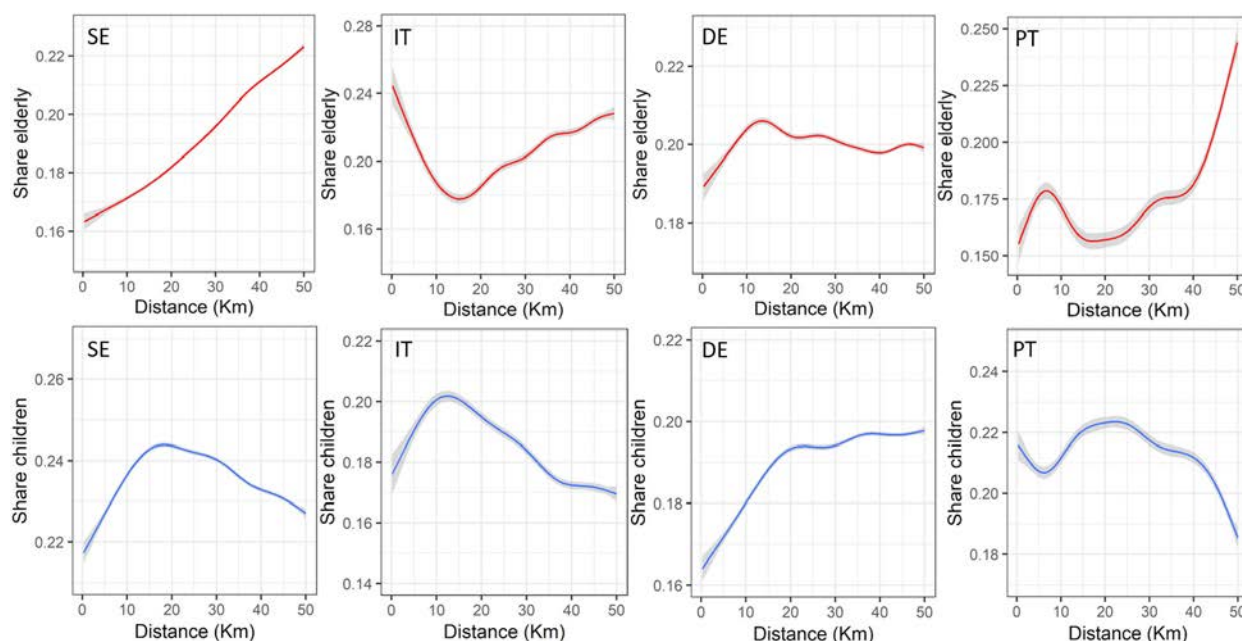 SE
Share elderly
0.22
0.20
0.18
0.16
0 10 20 30 40 50
Distance (Km)
IT
Share elderly
0.28
0.24
0.20
0.16
0 10 20 30 40 50
Distance (Km)
DE
Share elderly
0.22
0.20
0.18
0 10 20 30 40 50
Distance (Km)
PT
Share elderly
0.250
0.225
0.200
0.175
0.150
0 10 20 30 40 50
Distance (Km)
SE
Share children
0.26
0.24
0.22
0 10 20 30 40 50
Distance (Km)
IT
Share children
0.22
0.20
0.18
0.16
0.14
0 10 20 30 40 50
Distance (Km)
DE
Share children
0.22
0.20
0.18
0.16
0 10 20 30 40 50
Distance (Km)
PT
Share children
0.24
0.22
0.20
0.18
0 10 20 30 40 50
Distance (Km)